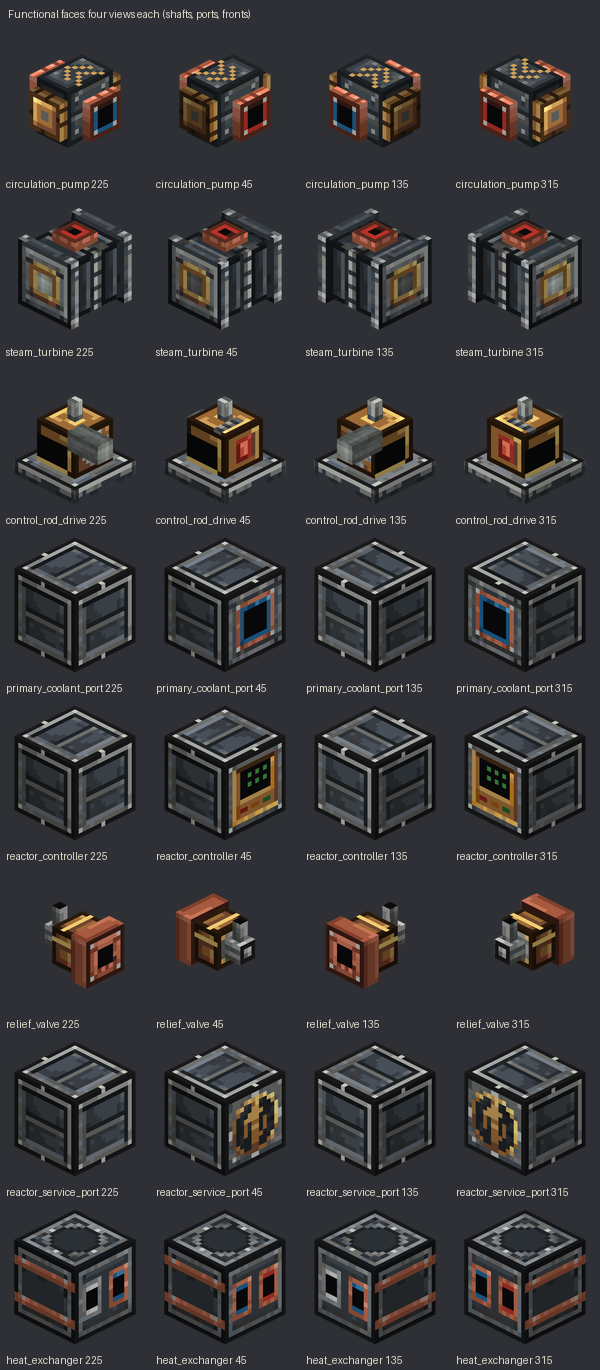 Functional faces: four views each (shafts, ports, fronts)
circulation_pump 225
circulation_pump 45
circulation_pump 135
circulation_pump 315
steam_turbine 225
steam_turbine 45
steam_turbine 135
steam_turbine 315
control_rod_drive 225
control_rod_drive 45
control_rod_drive 135
control_rod_drive 315
primary_coolant_port 225
primary_coolant_port 45
primary_coolant_port 135
primary_coolant_port 315
reactor_controller 225
reactor_controller 45
reactor_controller 135
reactor_controller 315
relief_valve 225
relief_valve 45
relief_valve 135
relief_valve 315
reactor_service_port 225
reactor_service_port 45
reactor_service_port 135
reactor_service_port 315
heat_exchanger 225
heat_exchanger 45
heat_exchanger 135
heat_exchanger 315